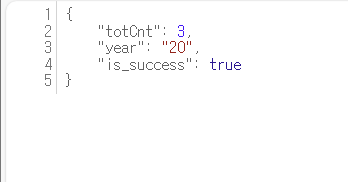 1 {
2     "totCnt": 3,
3     "year": "20",
4     "is_success": true
5 }